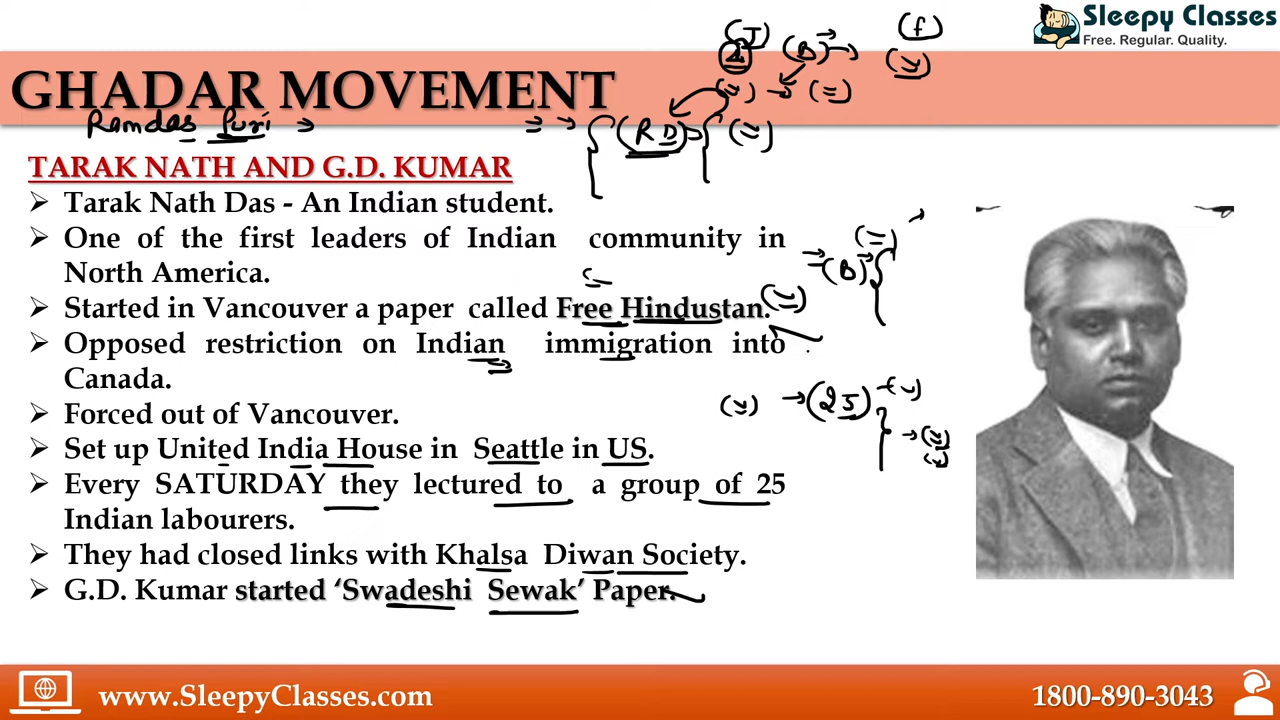 Sleepy Classes
Free. Regular. Quality.
(J) (f)
(B)
GHADAR MOVEMENT
Ramdas Puri
(RD)
TARAK NATH AND G.D. KUMAR
➢ Tarak Nath Das - An Indian student.
➢ One of the first leaders of Indian community in
North America.
(B)
➢ Started in Vancouver a paper called Free Hindustan.
➢ Opposed restriction on Indian immigration into
Canada.
(25)
➢ Forced out of Vancouver.
➢ Set up United India House in Seattle in US.
➢ Every SATURDAY they lectured to a group of 25
Indian labourers.
➢ They had closed links with Khalsa Diwan Society.
➢ G.D. Kumar started ‘Swadeshi Sewak’ Paper.
www.SleepyClasses.com 1800-890-3043